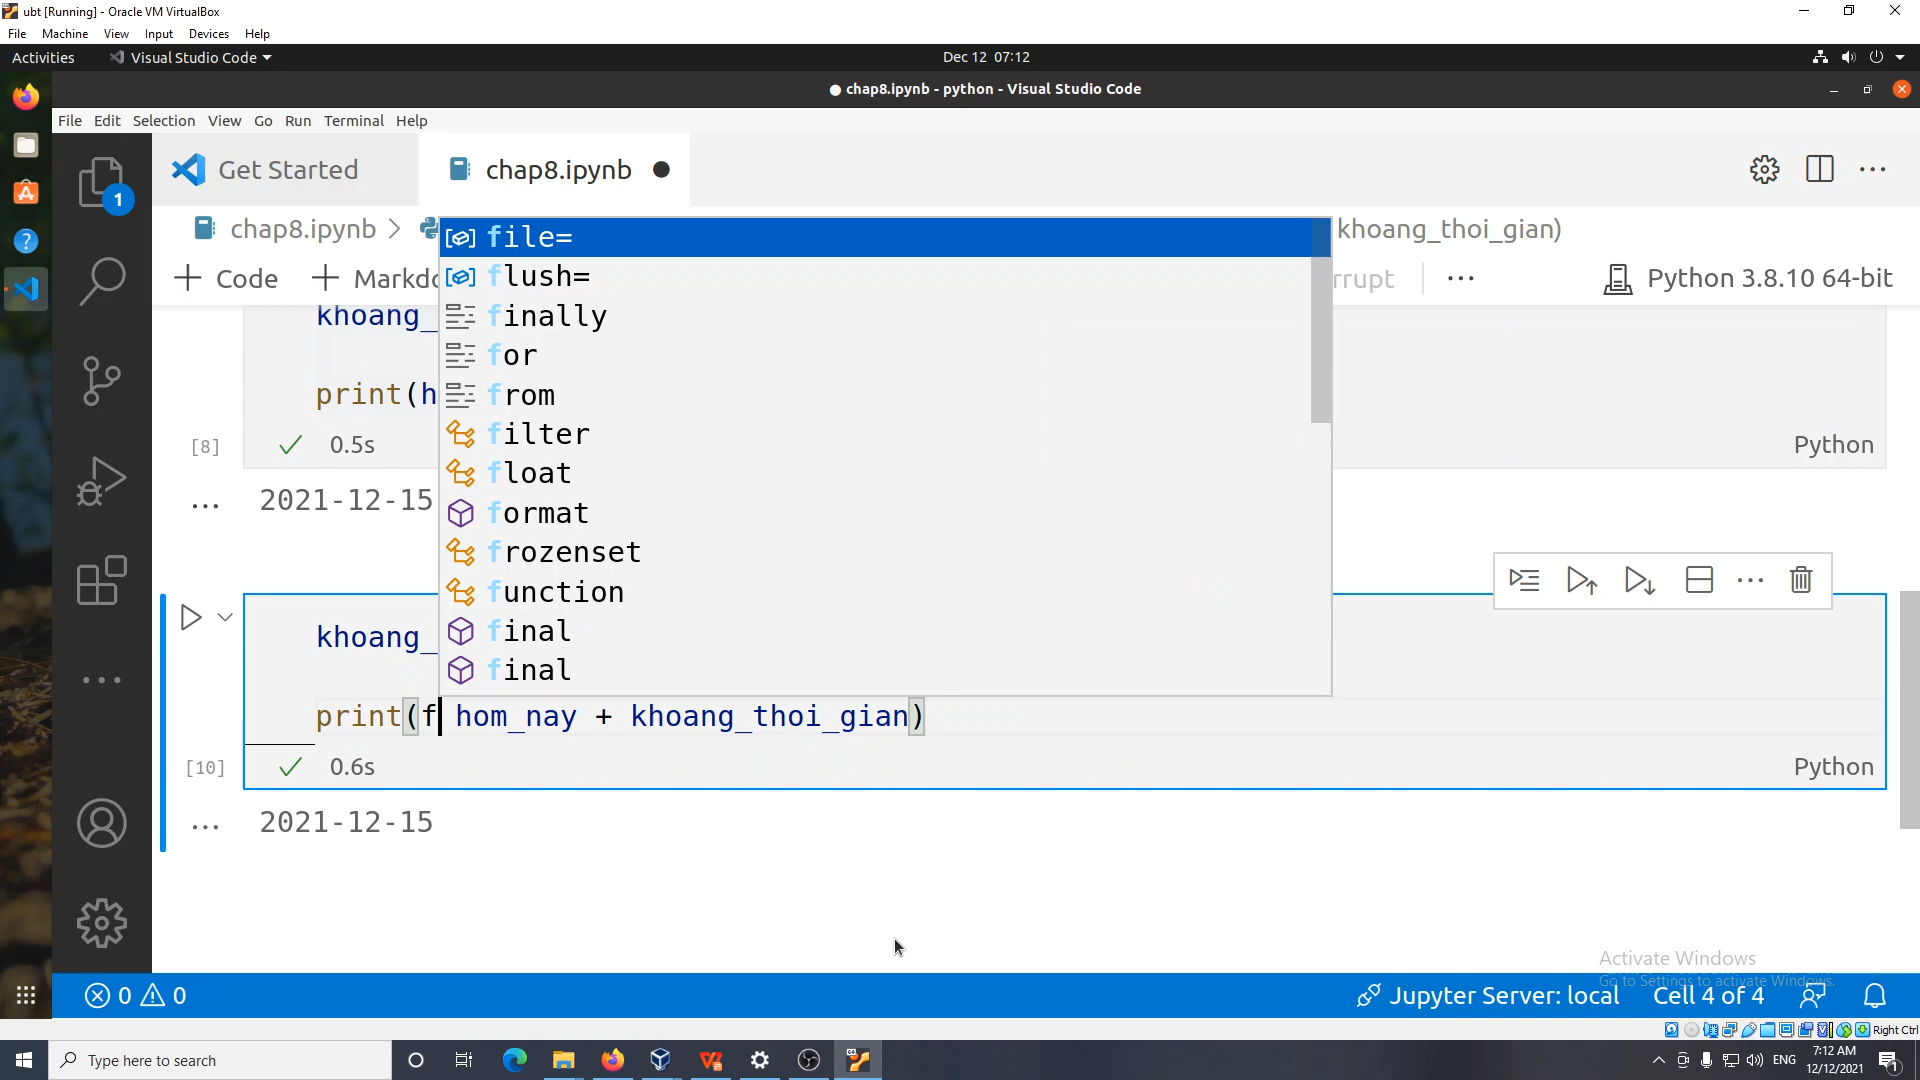 ubt [Running] - Oracle VM VirtualBox
File Machine View Input Devices Help
Activities Visual Studio Code Dec 12 07:12
● chap8.ipynb - python - Visual Studio Code
File Edit Selection View Go Run Terminal Help
Get Started chap8.ipynb
chap8.ipynb > khoang_thoi_gian)
+ Code + Markdo rrupt ... Python 3.8.10 64-bit
1
file=
flush=
finally
for
from
filter
float
format
frozenset
function
final
final
khoang_
print(h
[8] 0.5s Python
... 2021-12-15
khoang_
print(f hom_nay + khoang_thoi_gian)
[10] 0.6s Python
... 2021-12-15
Activate Windows
Go to Settings to activate Windows.
0 0 Jupyter Server: local Cell 4 of 4
Right Ctrl
Type here to search ENG 7:12 AM
12/12/2021
1